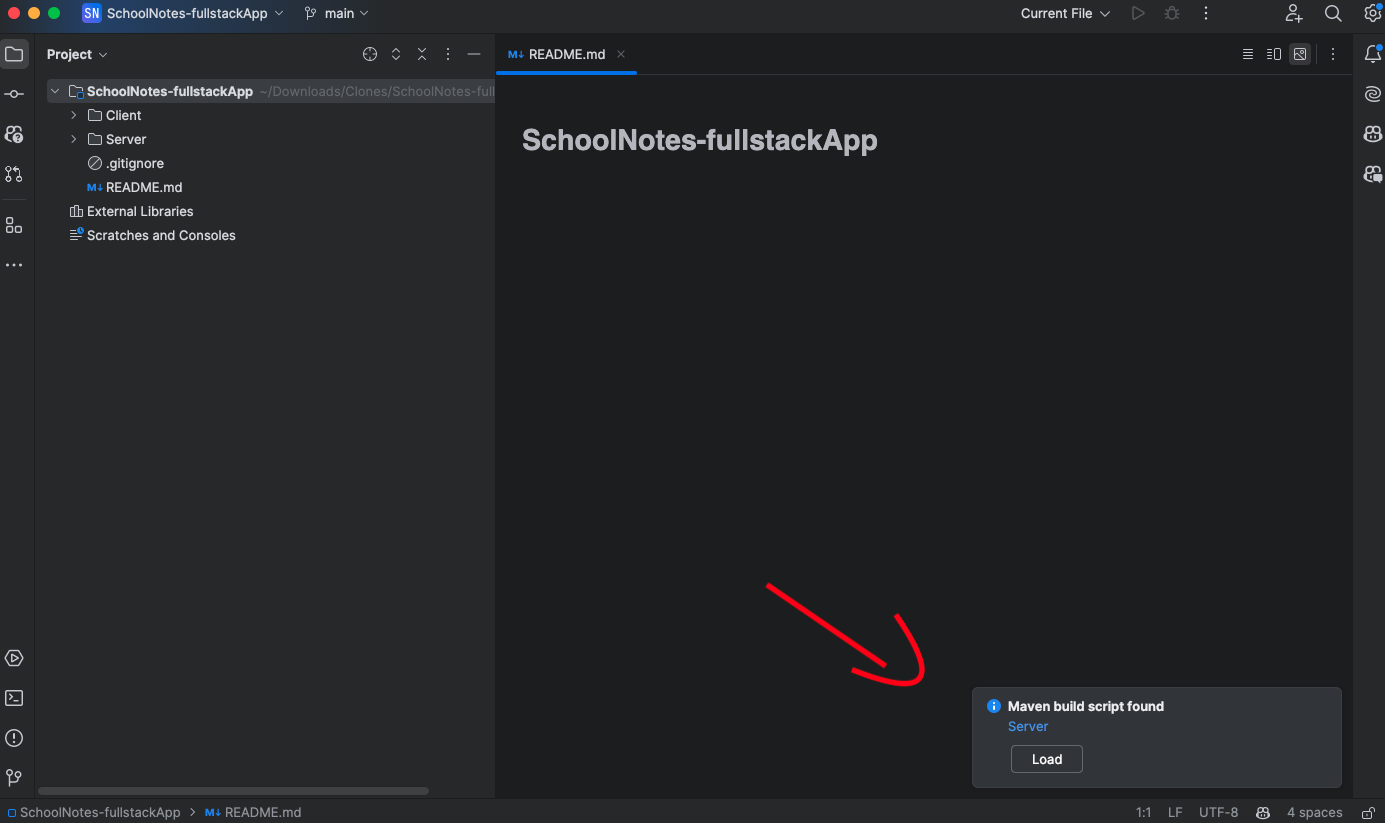 SN SchoolNotes-fullstackApp main Current File
Project
README.md
SchoolNotes-fullstackApp ~/Downloads/Clones/SchoolNotes-full
Client
Server
.gitignore
M↓ README.md
External Libraries
Scratches and Consoles
M↓ README.md
SchoolNotes-fullstackApp
Maven build script found
Server
Load
SchoolNotes-fullstackApp M↓ README.md 1:1 LF UTF-8 4 spaces